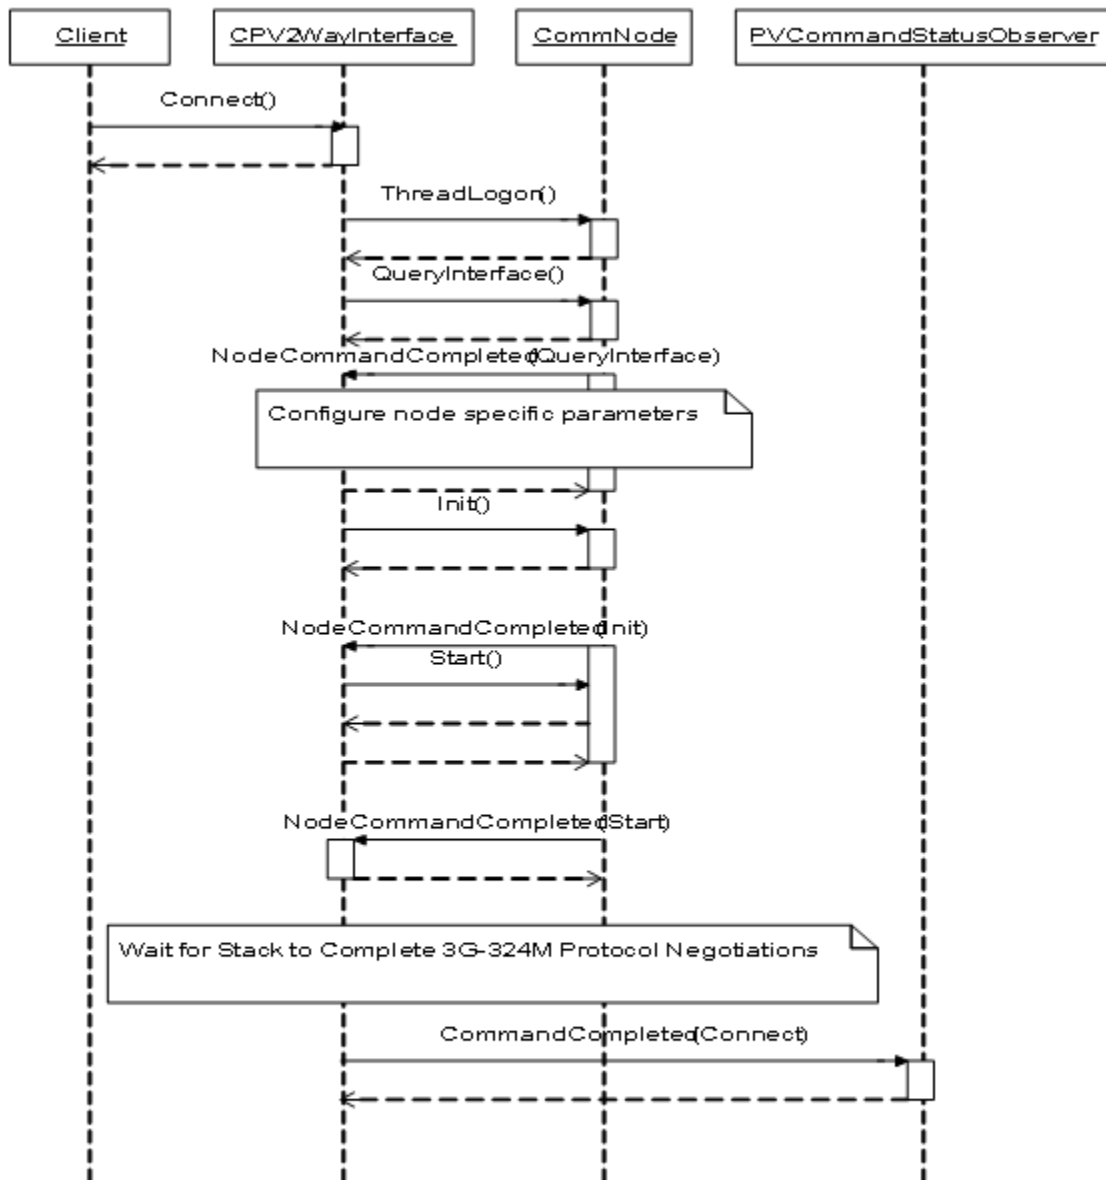 Client CPV2WayInterface CommNode PVCommandStatusObserver
Connect()
ThreadLogon()
QueryInterface()
NodeCommandCompleted(QueryInterface)
Configure node specific parameters
Init()
NodeCommandCompleted(Init)
Start()
NodeCommandCompleted(Start)
Wait for Stack to Complete 3G-324M Protocol Negotiations
CommandCompleted(Connect)